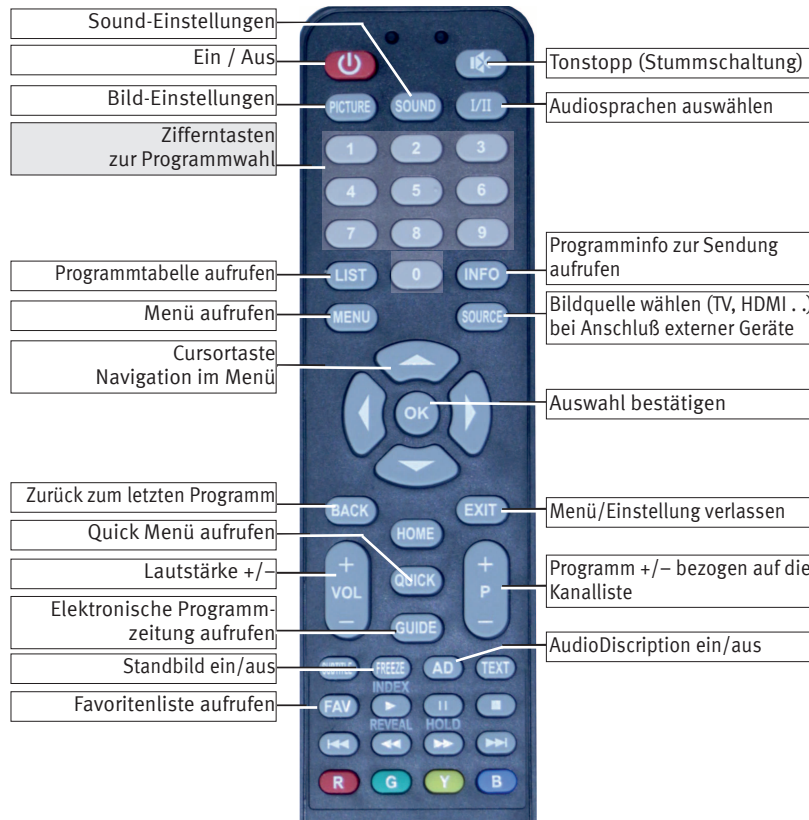 Sound-Einstellungen
Ein / Aus
Bild-Einstellungen
Zifferntasten
zur Programmwahl
Programmtabelle aufrufen
Menü aufrufen
Cursortaste
Navigation im Menü
Zurück zum letzten Programm
Quick Menü aufrufen
Lautstärke +/–
Elektronische Programm-
zeitung aufrufen
Standbild ein/aus
Favoritenliste aufrufen
PICTURE SOUND I/II
1 2 3
4 5 6
7 8 9
LIST 0 INFO
MENU SOURCE
OK
BACK EXIT
HOME
+ +
QUICK
VOL P
– –
GUIDE
SUBTITLE FREEZE AD TEXT
INDEX
FAV
REVEAL HOLD
R G Y B
Tonstopp (Stummschaltung)
Audiosprachen auswählen
Programminfo zur Sendung
aufrufen
Bildquelle wählen (TV, HDMI . .)
bei Anschluß externer Geräte
Auswahl bestätigen
Menü/Einstellung verlassen
Programm +/– bezogen auf die
Kanalliste
AudioDiscription ein/aus